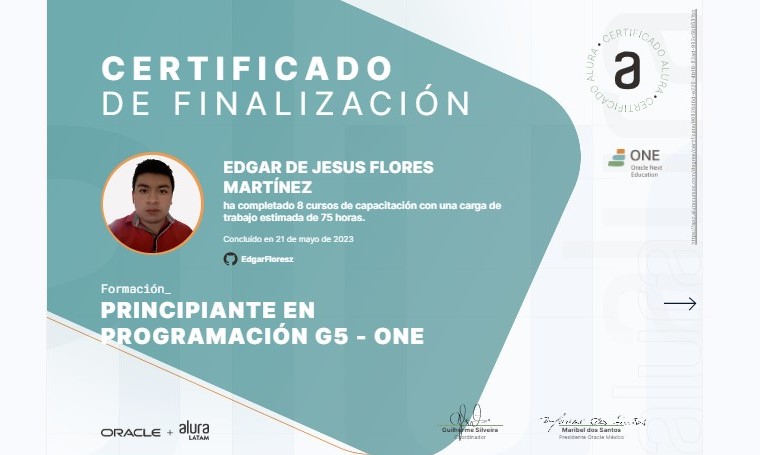 CERTIFICADO
DE FINALIZACIÓN
CERTIFICADO ALURA • CERTIFICADO ALURA •
a
ONE
Oracle Next
Education
EDGAR DE JESUS FLORES
MARTÍNEZ
ha completado 8 cursos de capacitación con una carga de
trabajo estimada de 75 horas.
Concluido en 21 de mayo de 2023
EdgarFloresz
Formación_
PRINCIPIANTE EN
PROGRAMACIÓN G5 - ONE
ORACLE + alura
LATAM
Guilherme Silveira
Coordinador
Maribel dos Santos
Presidente Oracle México
alura